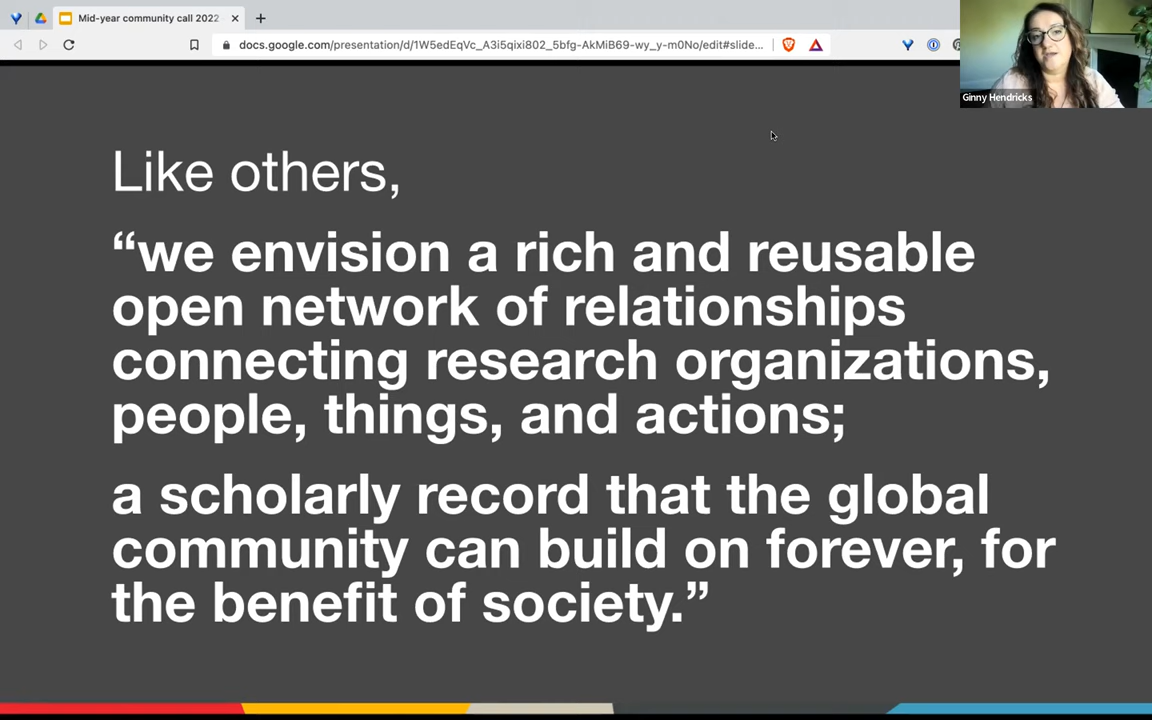 Mid-year community call 2022
docs.google.com/presentation/d/1W5edEqVc_A3i5qixi802_5bfg-AkMiB69-wy_y-m0No/edit#slide...
Ginny Hendricks
Like others,
“we envision a rich and reusable
open network of relationships
connecting research organizations,
people, things, and actions;
a scholarly record that the global
community can build on forever, for
the benefit of society.”